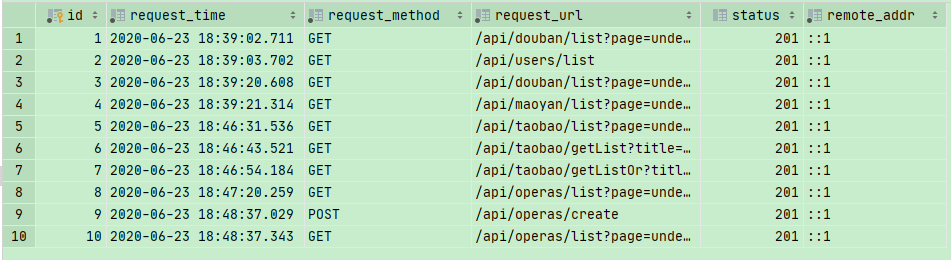 id request_time request_method request_url status remote_addr
1 1 2020-06-23 18:39:02.711 GET /api/douban/list?page=unde… 201 ::1
2 2 2020-06-23 18:39:03.702 GET /api/users/list 201 ::1
3 3 2020-06-23 18:39:20.608 GET /api/douban/list?page=unde… 201 ::1
4 4 2020-06-23 18:39:21.314 GET /api/maoyan/list?page=unde… 201 ::1
5 5 2020-06-23 18:46:31.536 GET /api/taobao/list?page=unde… 201 ::1
6 6 2020-06-23 18:46:43.521 GET /api/taobao/getList?title=… 201 ::1
7 7 2020-06-23 18:46:54.184 GET /api/taobao/getListOr?titl… 201 ::1
8 8 2020-06-23 18:47:20.259 GET /api/operas/list?page=unde… 201 ::1
9 9 2020-06-23 18:48:37.029 POST /api/operas/create 201 ::1
10 10 2020-06-23 18:48:37.343 GET /api/operas/list?page=unde… 201 ::1